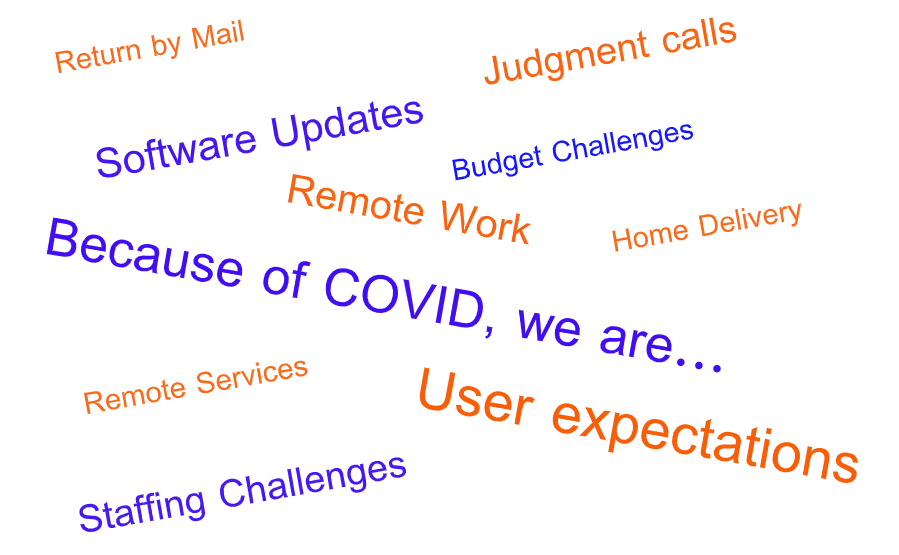 Return by Mail
Judgment calls
Software Updates
Budget Challenges
Remote Work
Home Delivery
Because of COVID, we are...
Remote Services
User expectations
Staffing Challenges